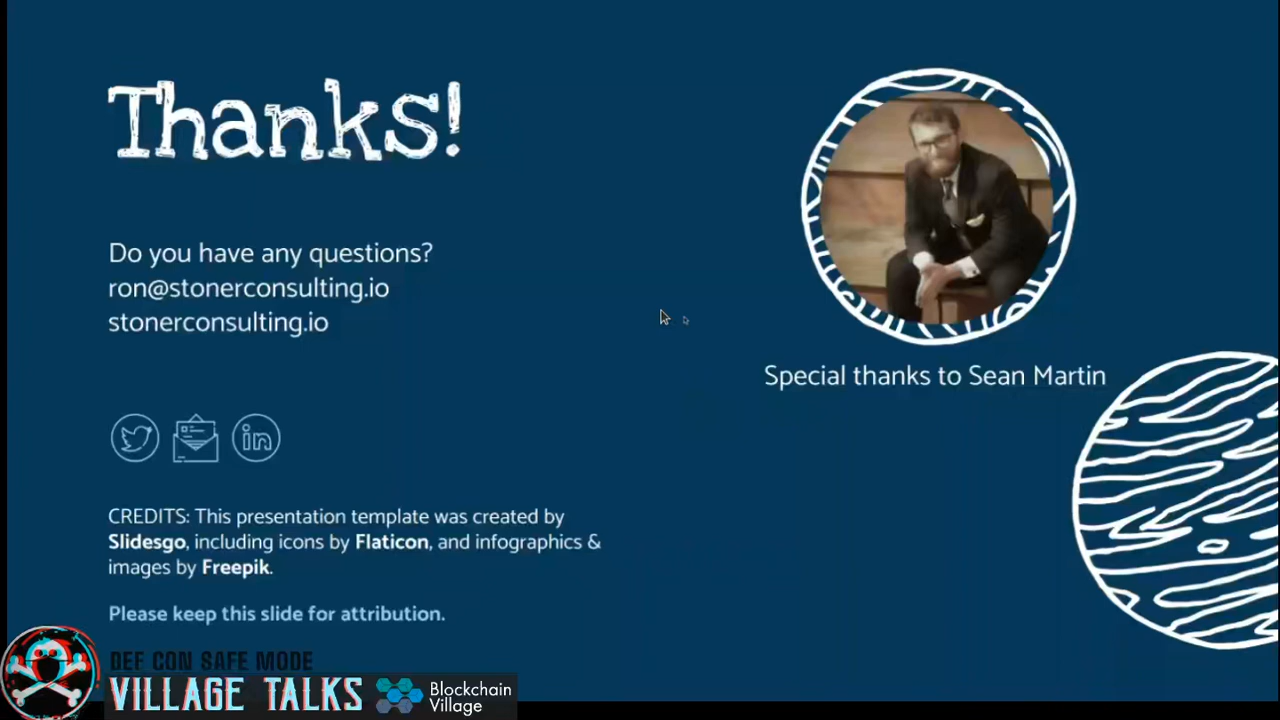 Thanks!
Do you have any questions?
ron@stonerconsulting.io
stonerconsulting.io
Special thanks to Sean Martin
CREDITS: This presentation template was created by
Slidesgo, including icons by Flaticon, and infographics &
images by Freepik.
Please keep this slide for attribution.
DEF CON SAFE MODE
VILLAGE TALKS
Blockchain
Village